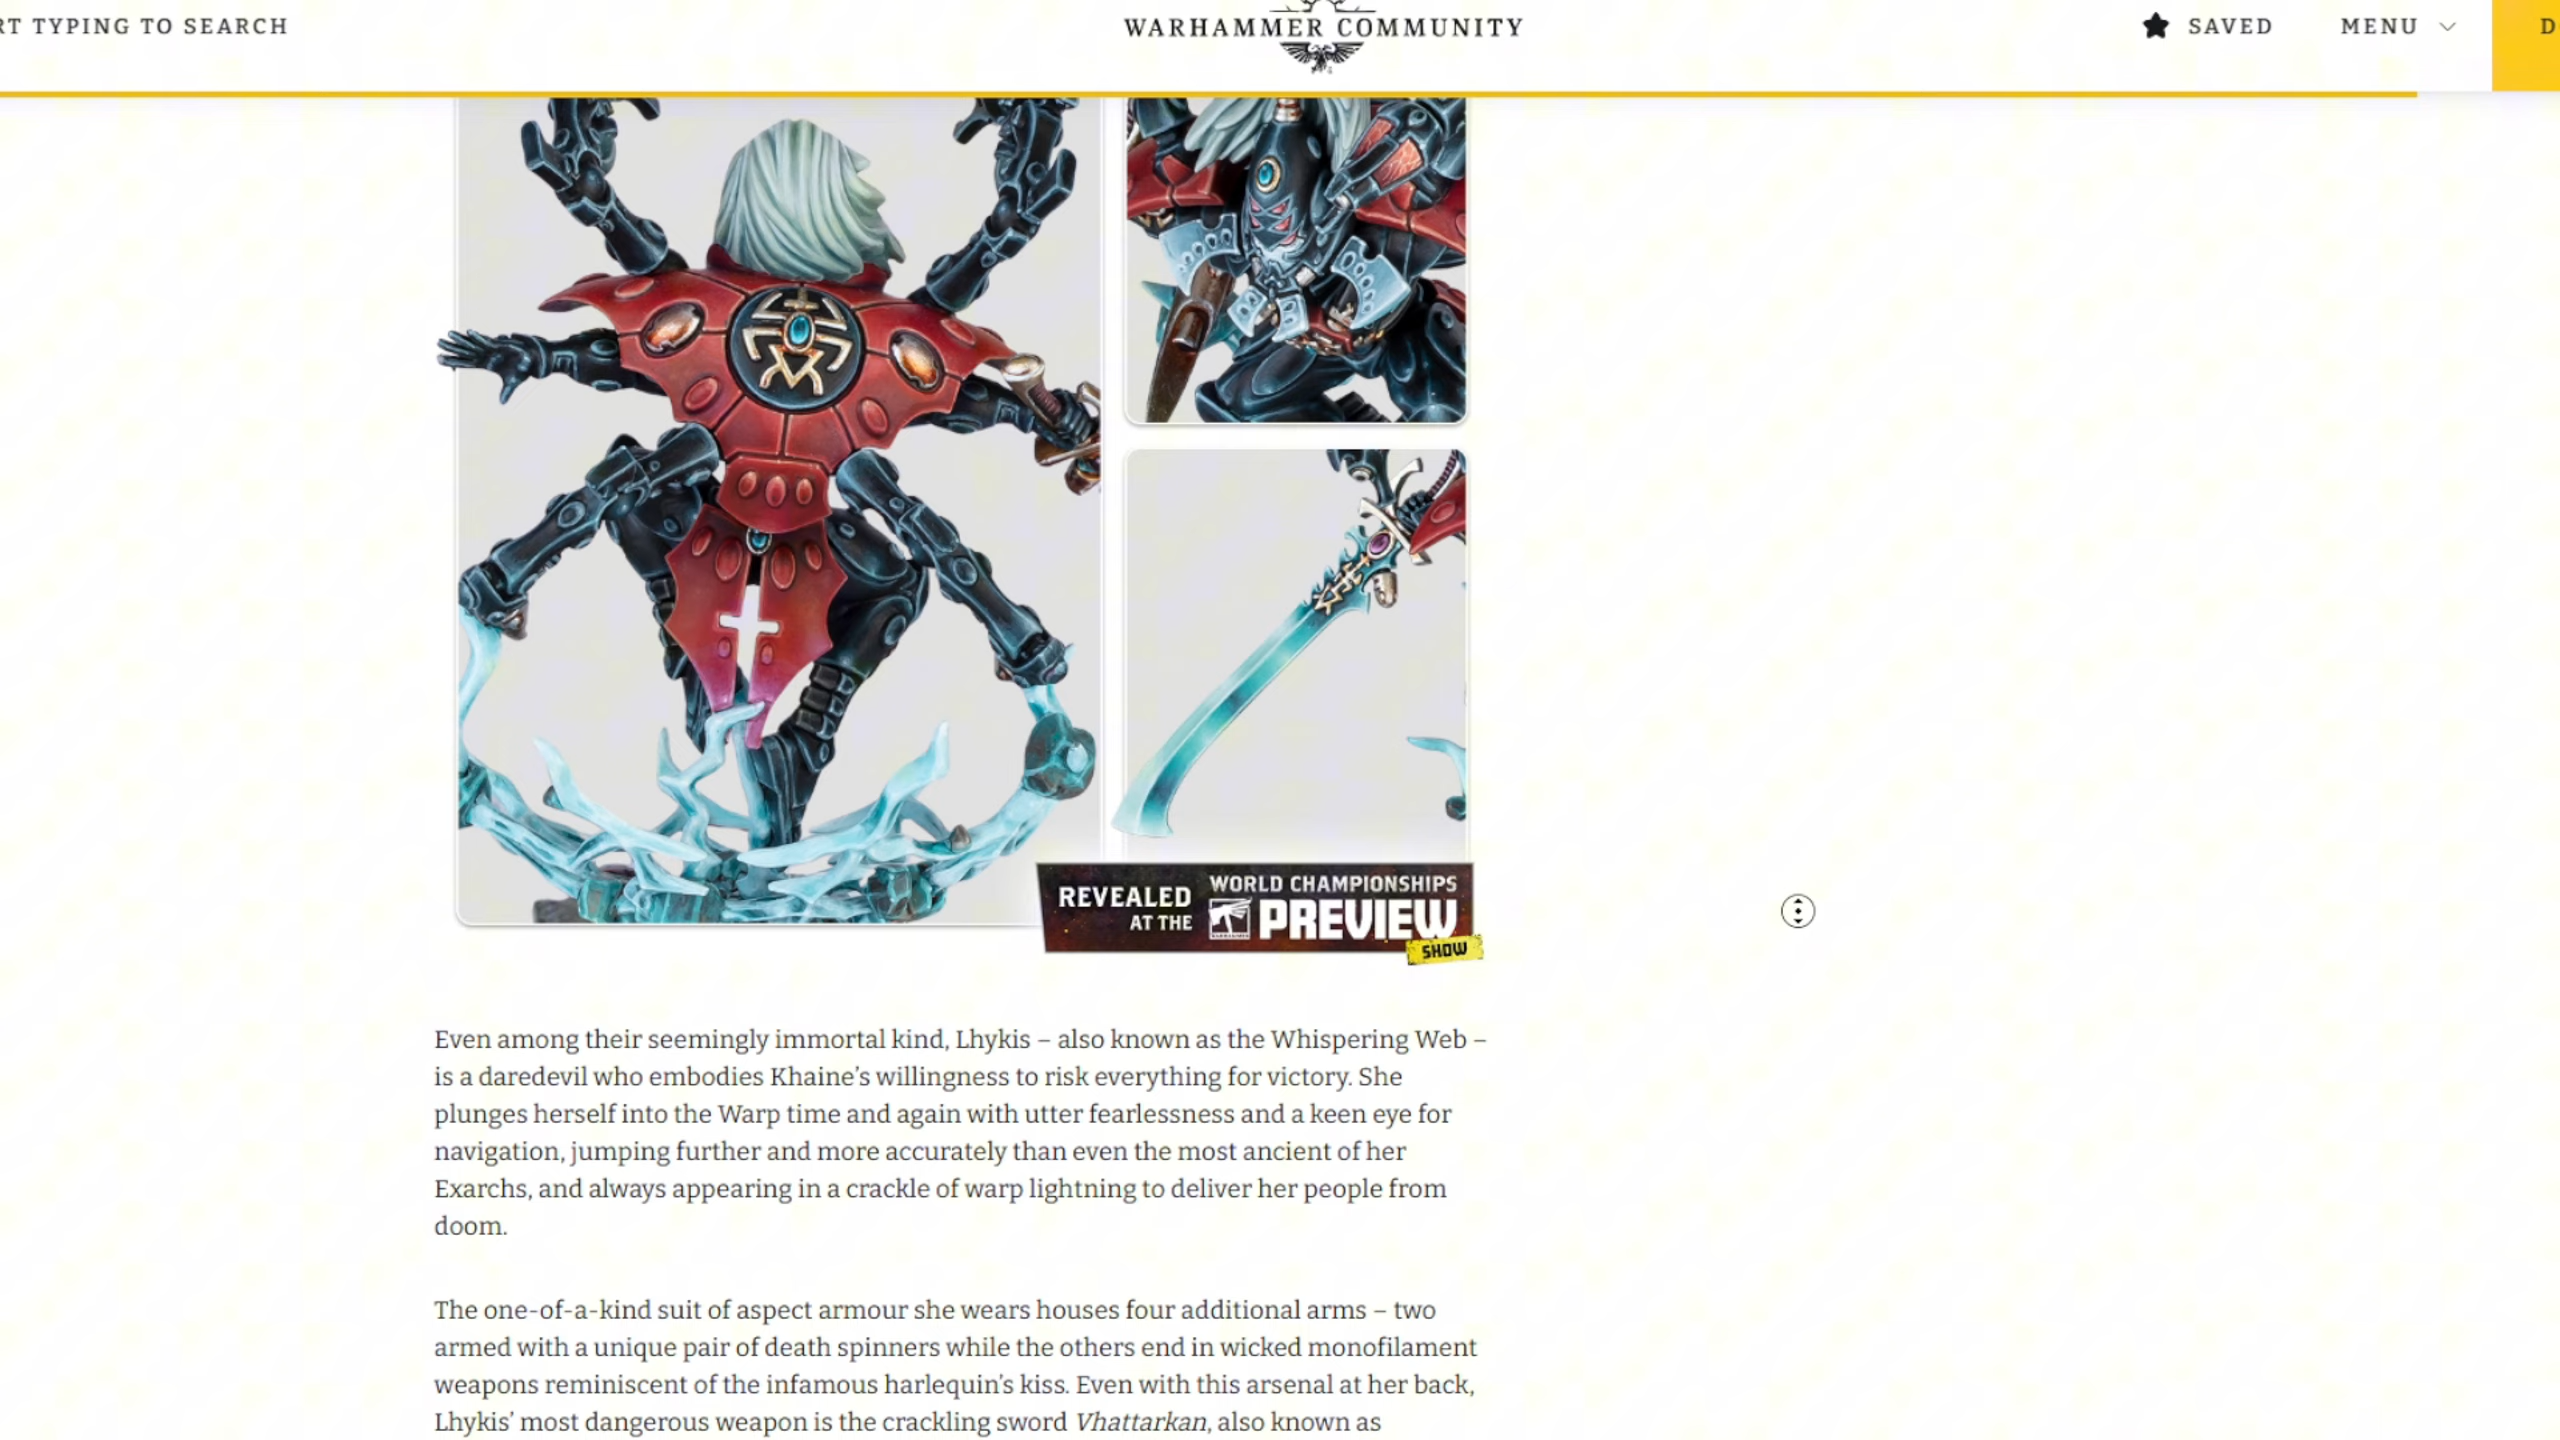 RT TYPING TO SEARCH
WARHAMMER COMMUNITY
SAVED
MENU
D
REVEALED
AT THE
WORLD CHAMPIONSHIPS
PREVIEW
SHOW
Even among their seemingly immortal kind, Lhykis – also known as the Whispering Web –
is a daredevil who embodies Khaine’s willingness to risk everything for victory. She
plunges herself into the Warp time and again with utter fearlessness and a keen eye for
navigation, jumping further and more accurately than even the most ancient of her
Exarchs, and always appearing in a crackle of warp lightning to deliver her people from
doom.
The one-of-a-kind suit of aspect armour she wears houses four additional arms – two
armed with a unique pair of death spinners while the others end in wicked monofilament
weapons reminiscent of the infamous harlequin’s kiss. Even with this arsenal at her back,
Lhykis’ most dangerous weapon is the crackling sword Vhattarkan, also known as